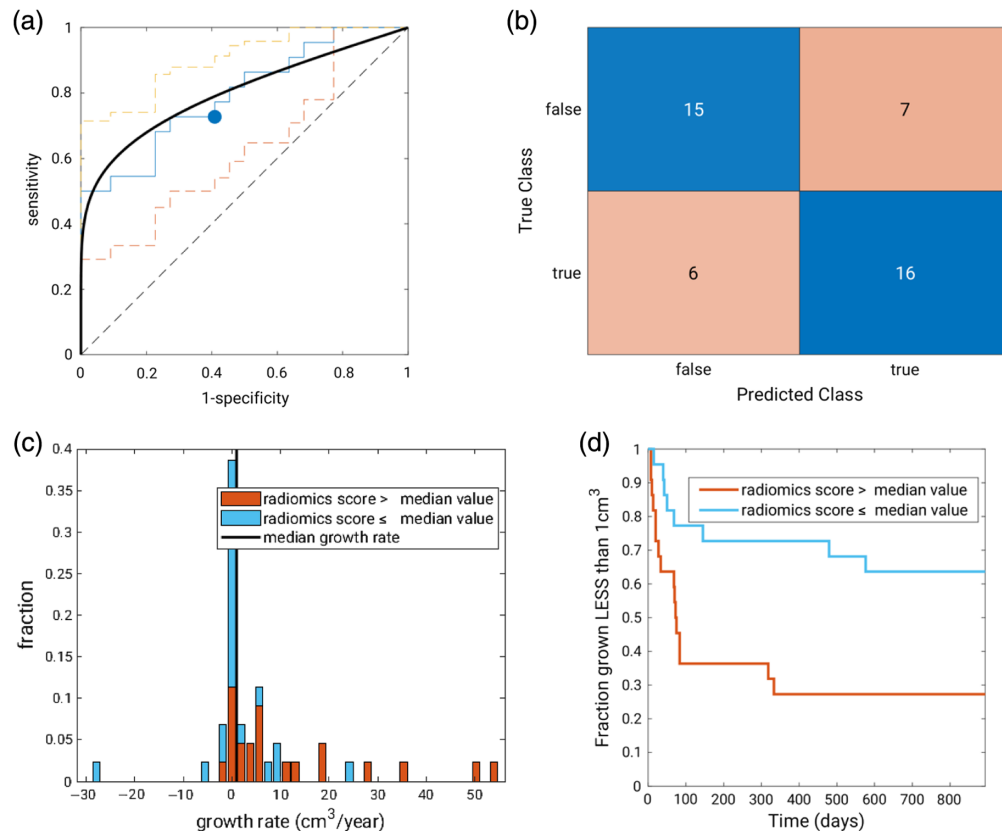 (a)
1
0.8
0.6
0.4
0.2
0
sensitivity
0 0.2 0.4 0.6 0.8 1
1-specificity
(b)
True Class
false
15 7
true
6 16
false true
Predicted Class
(c)
0.4
0.35
0.3
0.25
0.2
0.15
0.1
0.05
0
fraction
radiomics score > median value
radiomics score ≤ median value
median growth rate
−30 −20 −10 0 10 20 30 40 50
growth rate (cm³/year)
(d)
1
0.9
0.8
0.7
0.6
0.5
0.4
0.3
0.2
0.1
0
Fraction grown LESS than 1cm³
radiomics score > median value
radiomics score ≤ median value
0 100 200 300 400 500 600 700 800
Time (days)